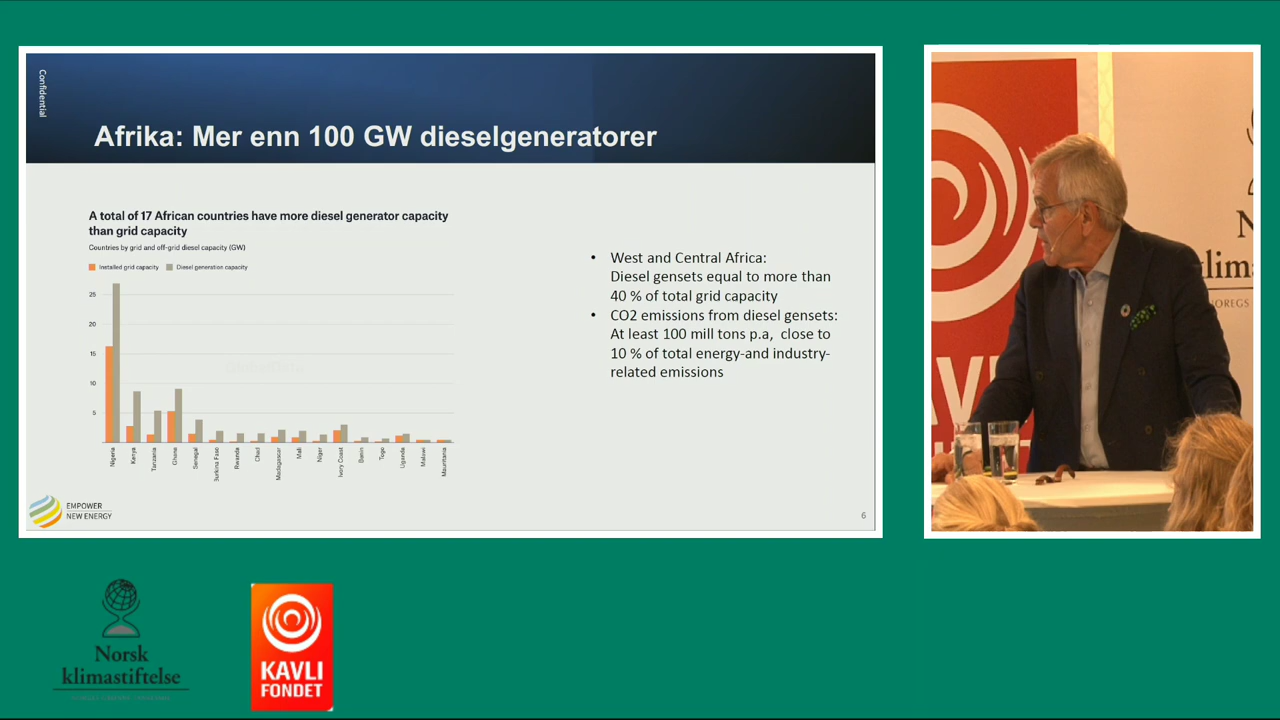 Confidential
Afrika: Mer enn 100 GW dieselgeneratorer
A total of 17 African countries have more diesel generator capacity
than grid capacity
Countries by grid and off-grid diesel capacity (GW)
Installed grid capacity
Diesel generation capacity
25
20
15
10
5
Nigeria
Kenya
Tanzania
Ghana
Senegal
Burkina Faso
Rwanda
Chad
Madagascar
Mali
Niger
Ivory Coast
Benin
Togo
Uganda
Malawi
Mauritania
• West and Central Africa:
Diesel gensets equal to more than
40 % of total grid capacity
• CO2 emissions from diesel gensets:
At least 100 mill tons p.a, close to
10 % of total energy-and industry-
related emissions
EMPOWER
NEW ENERGY
6
Norsk
klimastiftelse
KAVLI
FONDET